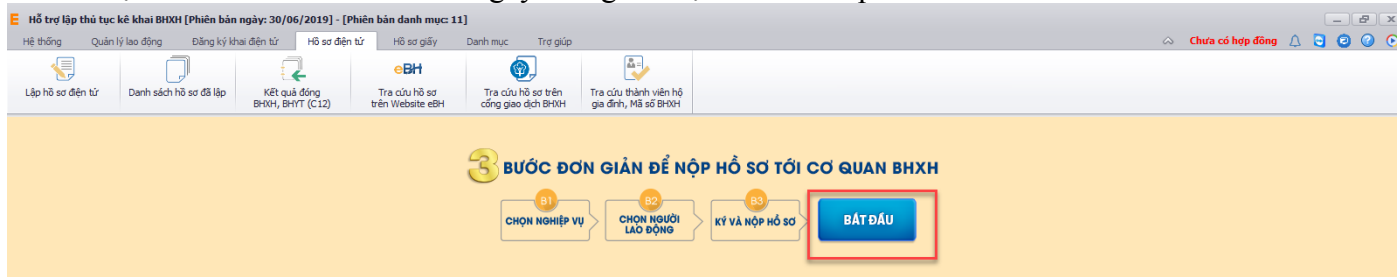 Hỗ trợ lập thủ tục kê khai BHXH [Phiên bản ngày: 30/06/2019] - [Phiên bản danh mục: 11]
Hệ thống Quản lý lao động Đăng ký khai điện tử Hồ sơ điện tử Hồ sơ giấy Danh mục Trợ giúp Chưa có hợp đồng
Lập hồ sơ điện tử
Danh sách hồ sơ đã lập
Kết quả đóng
BHXH, BHYT (C12)
eBH
Tra cứu hồ sơ
trên Website eBH
Tra cứu hồ sơ trên
cổng giao dịch BHXH
Tra cứu thành viên hộ
gia đình, Mã số BHXH
3 BƯỚC ĐƠN GIẢN ĐỂ NỘP HỒ SƠ TỚI CƠ QUAN BHXH
B1
CHỌN NGHIỆP VỤ
B2
CHỌN NGƯỜI
LAO ĐỘNG
B3
KÝ VÀ NỘP HỒ SƠ
BẮT ĐẦU